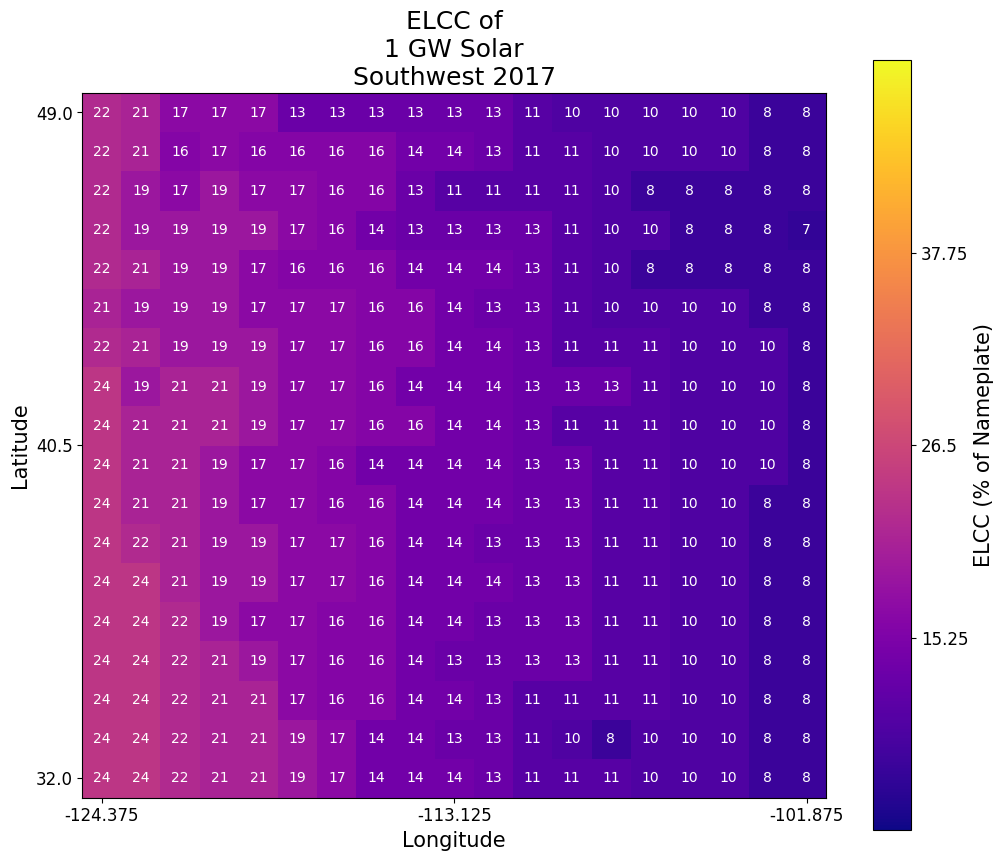 ELCC of
1 GW Solar
Southwest 2017
49.0
22 21 17 17 17 13 13 13 13 13 13 11 10 10 10 10 10 8 8
22 21 16 17 16 16 16 16 14 14 13 11 11 10 10 10 10 8 8
22 19 17 19 17 17 16 16 13 11 11 11 11 10 8 8 8 8 8
22 19 19 19 19 17 16 14 13 13 13 13 11 10 10 8 8 8 7
22 21 19 19 17 16 16 16 14 14 14 13 11 10 8 8 8 8 8
21 19 19 19 17 17 17 16 16 14 13 13 11 10 10 10 10 8 8
22 21 19 19 19 17 17 16 16 14 14 13 11 11 11 10 10 10 8
24 19 21 21 19 17 17 16 14 14 14 13 13 13 11 10 10 10 8
24 21 21 21 19 17 17 16 16 14 14 13 11 11 11 10 10 10 8
40.5
24 21 21 19 17 17 16 14 14 14 14 13 13 11 11 10 10 10 8
24 21 21 19 17 17 16 16 14 14 14 13 13 11 11 10 10 8 8
24 22 21 19 19 17 17 16 14 14 13 13 13 11 11 10 10 8 8
24 24 21 19 19 17 17 16 14 14 14 13 13 11 11 10 10 8 8
24 24 22 19 17 17 16 16 14 14 13 13 13 11 11 10 10 8 8
24 24 22 21 19 17 16 16 14 13 13 13 13 11 11 10 10 8 8
24 24 22 21 21 17 16 16 14 14 13 11 11 11 11 10 10 8 8
24 24 22 21 21 19 17 14 14 13 13 11 10 8 10 10 10 8 8
32.0
24 24 22 21 21 19 17 14 14 14 13 11 11 11 10 10 10 8 8
-124.375 -113.125 -101.875
Longitude
Latitude
37.75
26.5
15.25
ELCC (% of Nameplate)